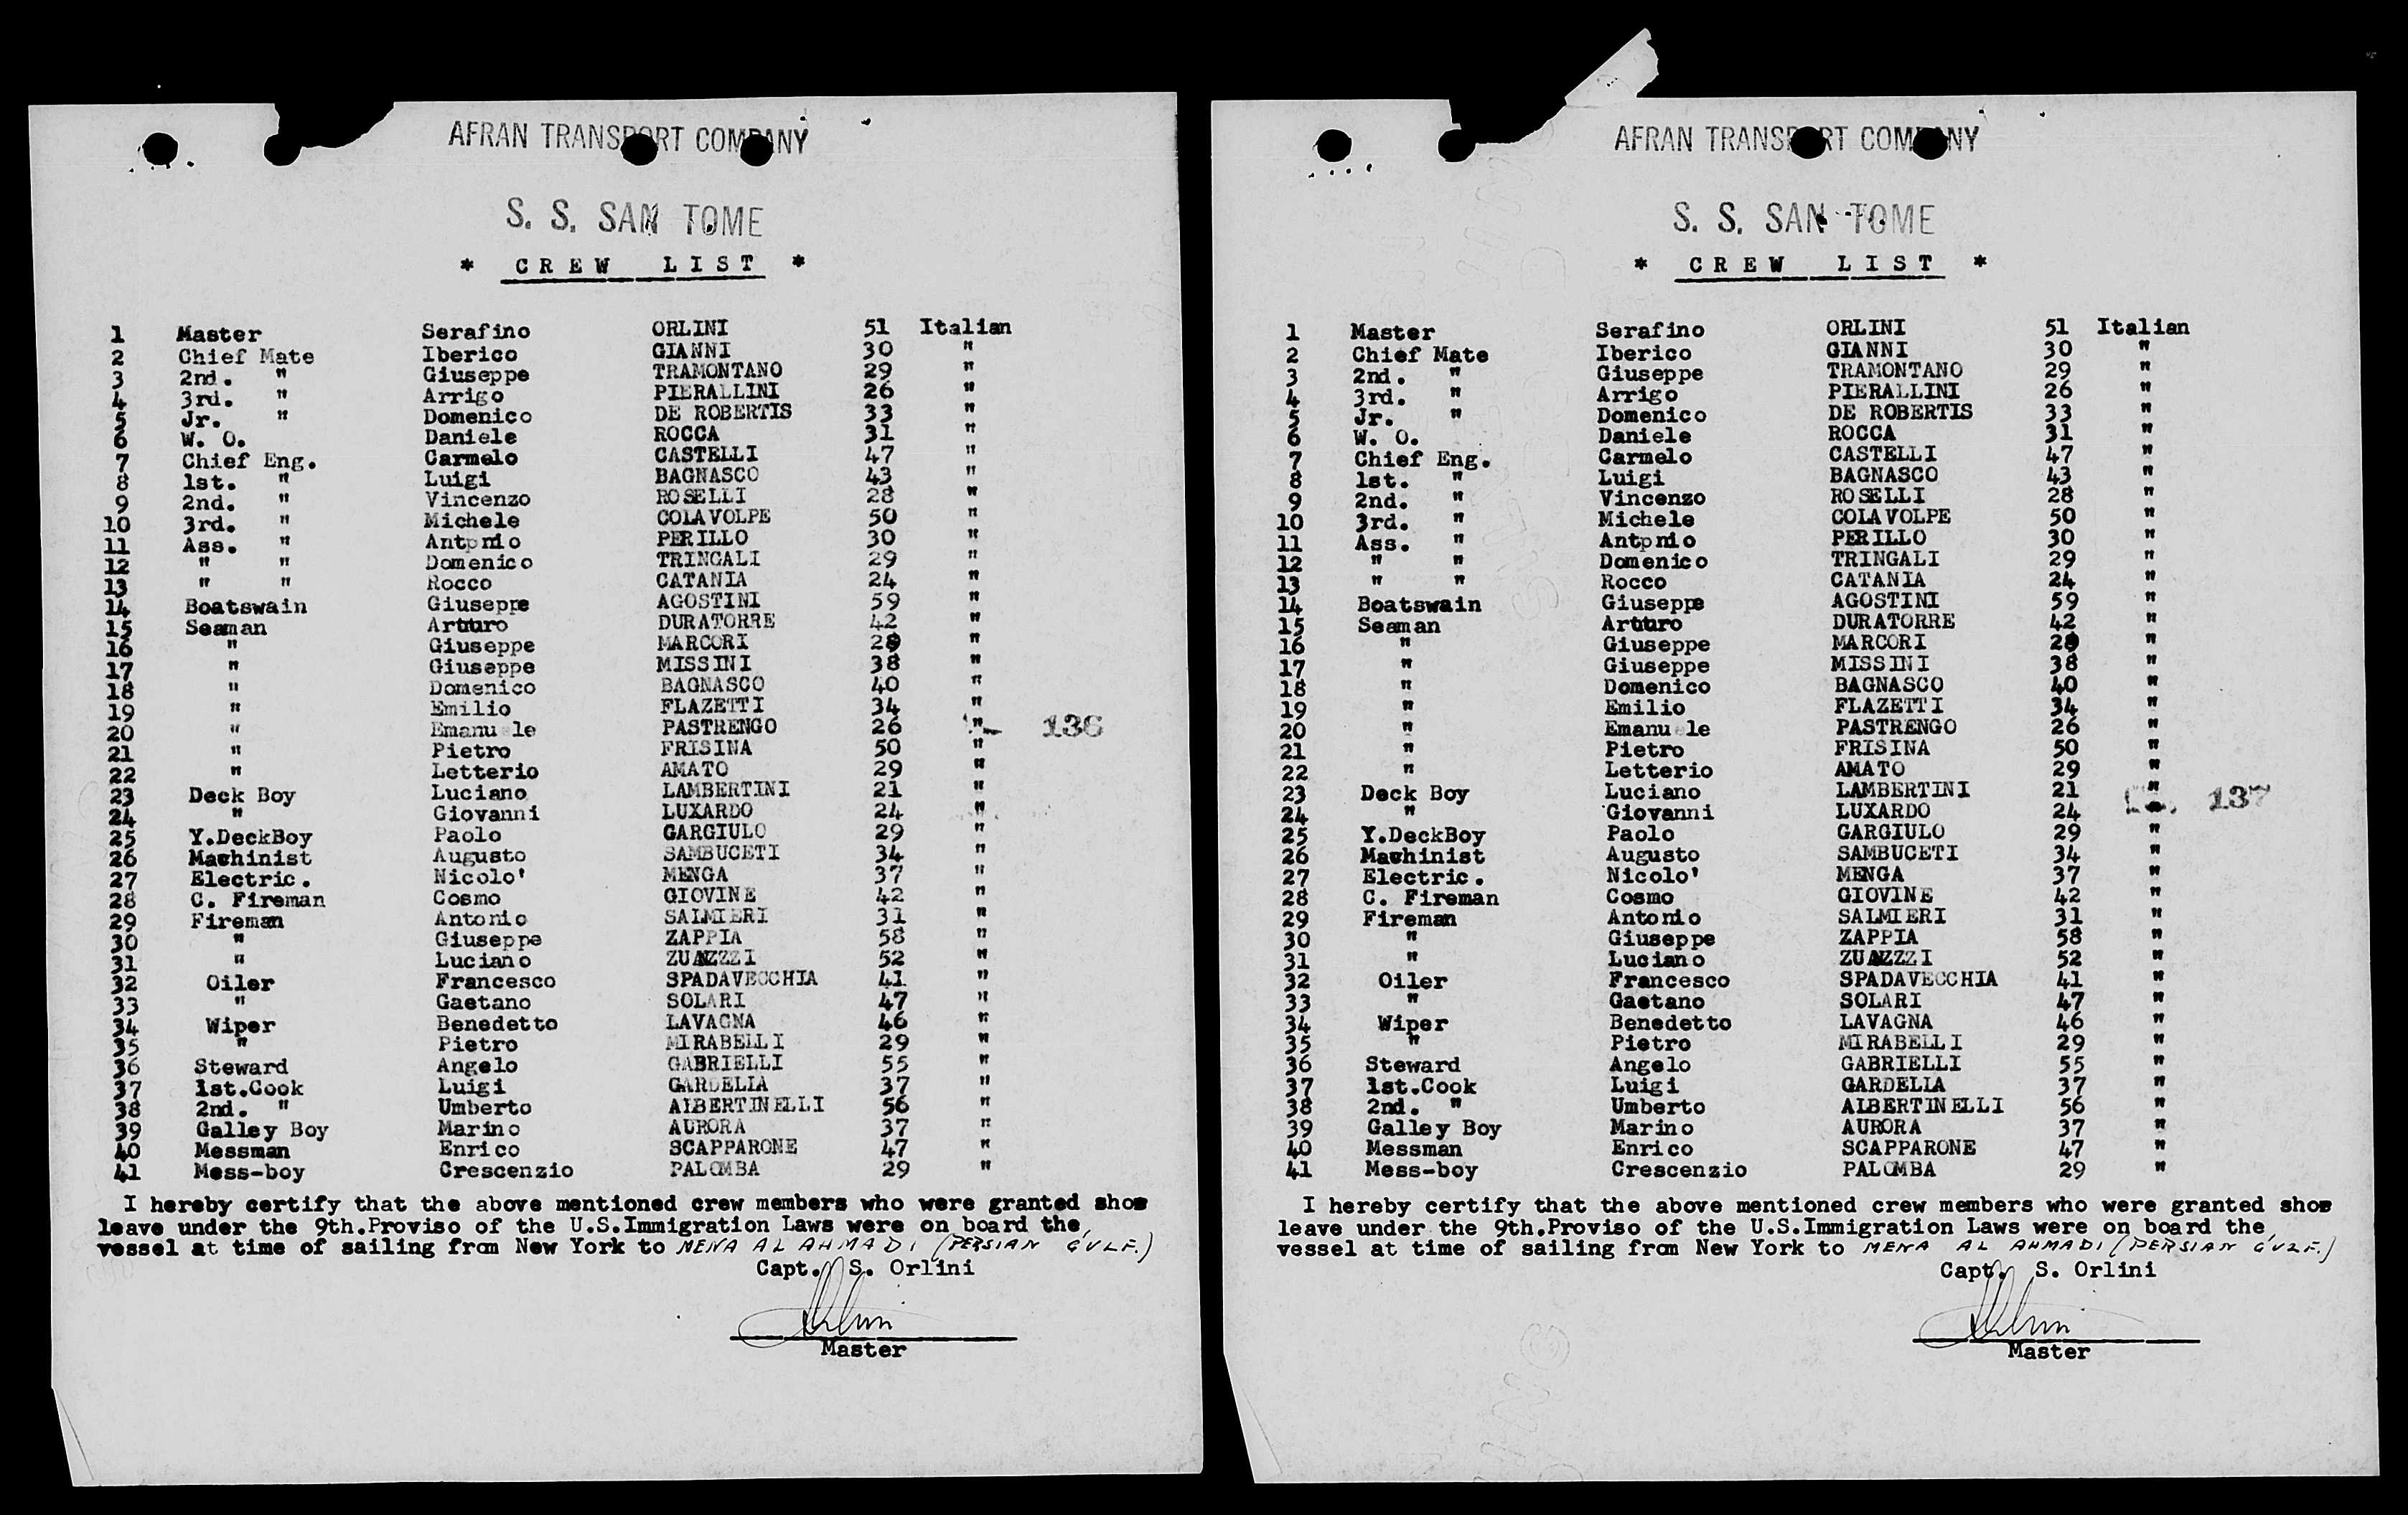 AFRAN TRANSPORT COMPANY
S. S. SAN TOME
* CREW LIST *
1 Master Serafino ORLINI 51 Italian
2 Chief Mate Iberico GIANNI 30 "
3 2nd. " Giuseppe TRAMONTANO 29 "
4 3rd. " Arrigo PIERALLINI 26 "
5 Jr. " Domenico DE ROBERTIS 33 "
6 W. O. Daniele ROCCA 31 "
7 Chief Eng. Carmelo CASTELLI 47 "
8 1st. " Luigi BAGNASCO 43 "
9 2nd. " Vincenzo ROSELLI 28 "
10 3rd. " Michele COLAVOLPE 50 "
11 Ass. " Antonio PERILLO 30 "
12 " " Domenico TRINGALI 29 "
13 " " Rocco CATANIA 24 "
14 Boatswain Giuseppe AGOSTINI 59 "
15 Seaman Arturo DURATORRE 42 "
16 " Giuseppe MARCORI "
17 " Giuseppe MISSINI 38 "
18 " Domenico BAGNASCO 40 "
19 " Emilio FLAZETTI 34 "
20 " Emanuele PASTRENGO 26 " 136
21 " Pietro FRISINA 50 "
22 " Letterio AMATO 29 "
23 Deck Boy Luciano LAMBERTINI 21 "
24 " Giovanni LUXARDO 24 "
25 Y.DeckBoy Paolo GARGIULO 29 "
26 Machinist Augusto SAMBUCETI 34 "
27 Electric. Nicolo' MENGA 37 "
28 C. Fireman Cosmo GIOVINE 42 "
29 Fireman Antonio SALMIERI 31 "
30 " Giuseppe ZAPPIA 58 "
31 " Luciano 52 "
32 Oiler Francesco SPADAVECCHIA 41 "
33 " Gaetano SOLARI 47 "
34 Wiper Benedetto LAVAGNA 46 "
35 " Pietro MIRABELLI 29 "
36 Steward Angelo GABRIELLI 55 "
37 1st.Cook Luigi GARDELIA 37 "
38 2nd. " Umberto ALBERTINELLI 56 "
39 Galley Boy Marino AURORA 37 "
40 Messman Enrico SCAPPARONE 47 "
41 Mess-boy Crescenzio PALOMBA 29 "
I hereby certify that the above mentioned crew members who were granted shoe
leave under the 9th.Proviso of the U.S.Immigration Laws were on board the
vessel at time of sailing from New York to MENA AL AHMADI (PERSIAN GULF.)
Capt. S. Orlini
Master
AFRAN TRANSPORT COMPANY
S. S. SAN TOME
* CREW LIST *
1 Master Serafino ORLINI 51 Italian
2 Chief Mate Iberico GIANNI 30 "
3 2nd. " Giuseppe TRAMONTANO 29 "
4 3rd. " Arrigo PIERALLINI 26 "
5 Jr. " Domenico DE ROBERTIS 33 "
6 W. O. Daniele ROCCA 31 "
7 Chief Eng. Carmelo CASTELLI 47 "
8 1st. " Luigi BAGNASCO 43 "
9 2nd. " Vincenzo ROSELLI 28 "
10 3rd. " Michele COLAVOLPE 50 "
11 Ass. " Antonio PERILLO 30 "
12 " " Domenico TRINGALI 29 "
13 " " Rocco CATANIA 24 "
14 Boatswain Giuseppe AGOSTINI 59 "
15 Seaman Arturo DURATORRE 42 "
16 " Giuseppe MARCORI "
17 " Giuseppe MISSINI 38 "
18 " Domenico BAGNASCO 40 "
19 " Emilio FLAZETTI 34 "
20 " Emanuele PASTRENGO 26 "
21 " Pietro FRISINA 50 "
22 " Letterio AMATO 29 "
23 Deck Boy Luciano LAMBERTINI 21 " 137
24 " Giovanni LUXARDO 24 "
25 Y.DeckBoy Paolo GARGIULO 29 "
26 Machinist Augusto SAMBUCETI 34 "
27 Electric. Nicolo' MENGA 37 "
28 C. Fireman Cosmo GIOVINE 42 "
29 Fireman Antonio SALMIERI 31 "
30 " Giuseppe ZAPPIA 58 "
31 " Luciano 52 "
32 Oiler Francesco SPADAVECCHIA 41 "
33 " Gaetano SOLARI 47 "
34 Wiper Benedetto LAVAGNA 46 "
35 " Pietro MIRABELLI 29 "
36 Steward Angelo GABRIELLI 55 "
37 1st.Cook Luigi GARDELIA 37 "
38 2nd. " Umberto ALBERTINELLI 56 "
39 Galley Boy Marino AURORA 37 "
40 Messman Enrico SCAPPARONE 47 "
41 Mess-boy Crescenzio PALOMBA 29 "
I hereby certify that the above mentioned crew members who were granted shoe
leave under the 9th.Proviso of the U.S.Immigration Laws were on board the
vessel at time of sailing from New York to MENA AL AHMADI (PERSIAN GULF.)
Capt. S. Orlini
Master